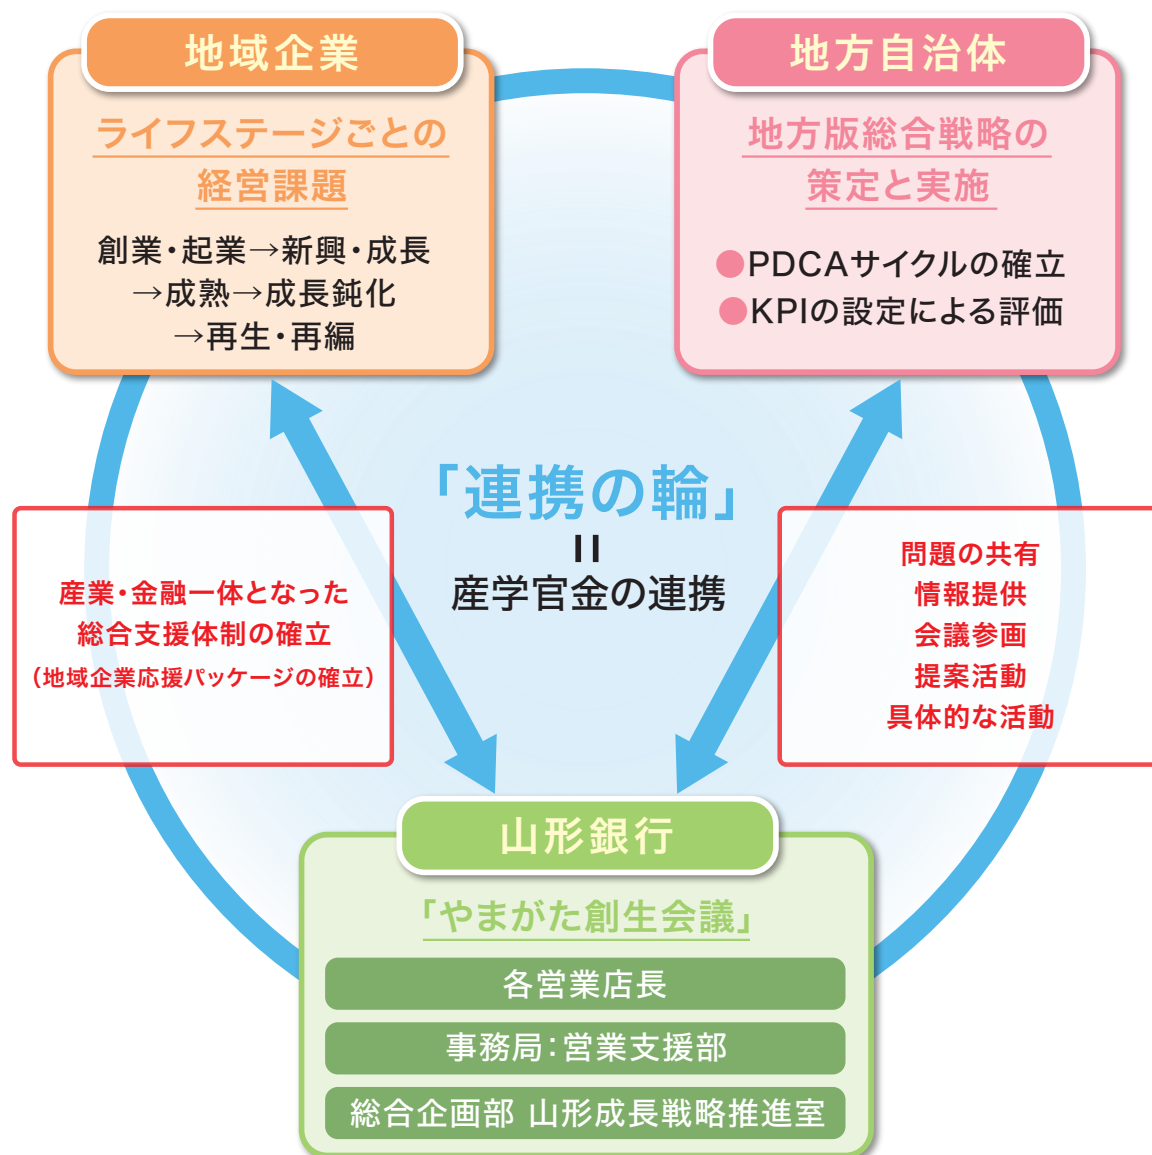 地域企業
ライフステージごとの
経営課題
創業・起業→新興・成長
→成熟→成長鈍化
→再生・再編
地方自治体
地方版総合戦略の
策定と実施
●PDCAサイクルの確立
●KPIの設定による評価
「連携の輪」
=
産学官金の連携
産業・金融一体となった
総合支援体制の確立
（地域企業応援パッケージの確立）
問題の共有
情報提供
会議参画
提案活動
具体的な活動
山形銀行
「やまがた創生会議」
各営業店長
事務局：営業支援部
総合企画部 山形成長戦略推進室